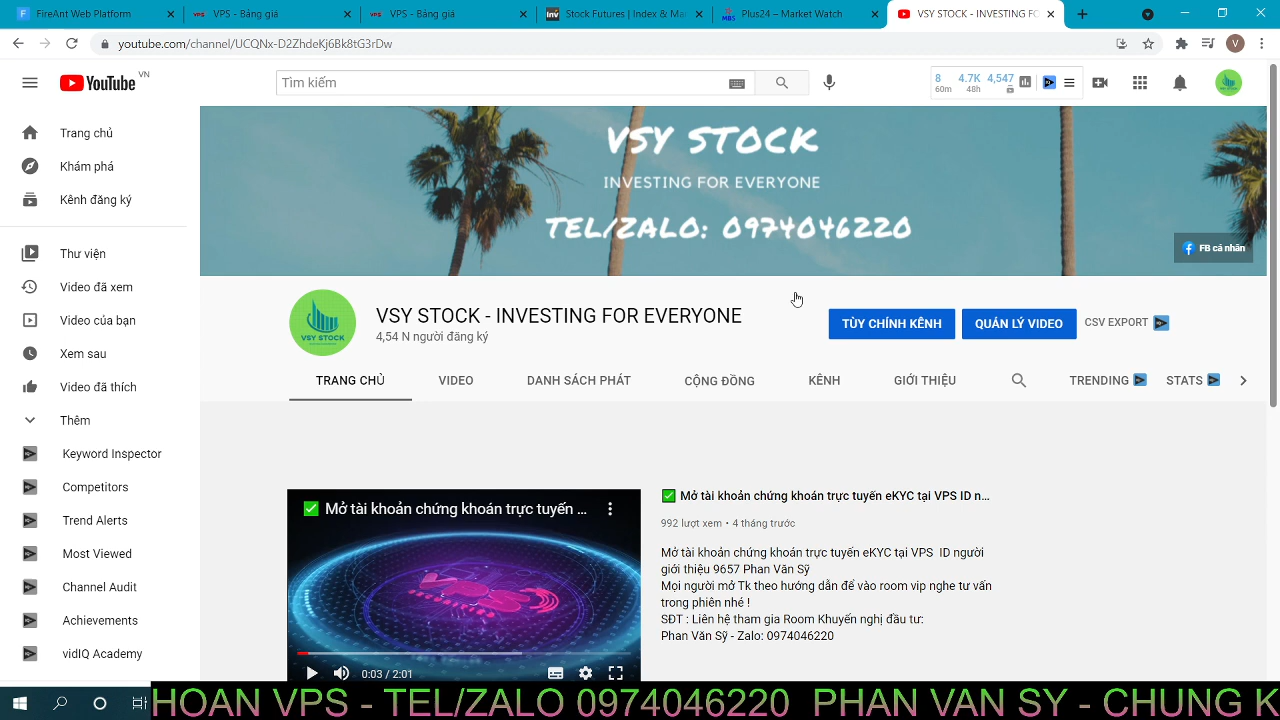 FireAnt Web Platform
VPS - Bảng giá
VPS - Bảng giá
Stock Futures | Index & Ma
Plus24 – Market Watch
VSY STOCK - INVESTING FO
youtube.com/channel/UCQNx-D2ZhdeKj6Bk8tG3rDw
V
YouTube VN
Tìm kiếm
8 4.7K 4,547
60m 48h
Trang chủ
Khám phá
Kênh đăng ký
Thư viện
Video đã xem
Video của bạn
Xem sau
Video đã thích
Thêm
Keyword Inspector
Competitors
Trend Alerts
Most Viewed
Channel Audit
Achievements
vidIQ Academy
VSY STOCK
INVESTING FOR EVERYONE
TEL/ZALO: 0974046220
FB cá nhân
VSY STOCK
VSY STOCK - INVESTING FOR EVERYONE
4,54 N người đăng ký
TÙY CHỈNH KÊNH
QUẢN LÝ VIDEO
CSV EXPORT
TRANG CHỦ
VIDEO
DANH SÁCH PHÁT
CỘNG ĐỒNG
KÊNH
GIỚI THIỆU
TRENDING
STATS
✅ Mở tài khoản chứng khoán trực tuyến ...
0:03 / 2:01
✅ Mở tài khoản chứng khoán trực tuyến eKYC tại VPS ID n...
992 lượt xem • 4 tháng trước
Mở tài khoản chứng khoán trực tuyến eKYC tại VPS ID người
giới thiệu 9657 Phan Văn Sỹ
Mọi người mở Tk theo hướng dẫn để vào room vip nghe tư vấn
trong phiên nhé !
SĐT : Liên hệ tham gia Room Khuyến nghị đầu tư:
Phan Văn Sỹ - Zalo: 0974046220
HOAN VPS - TEL/ZALO 0974046220 PHAN VAN SY - CHUNG K